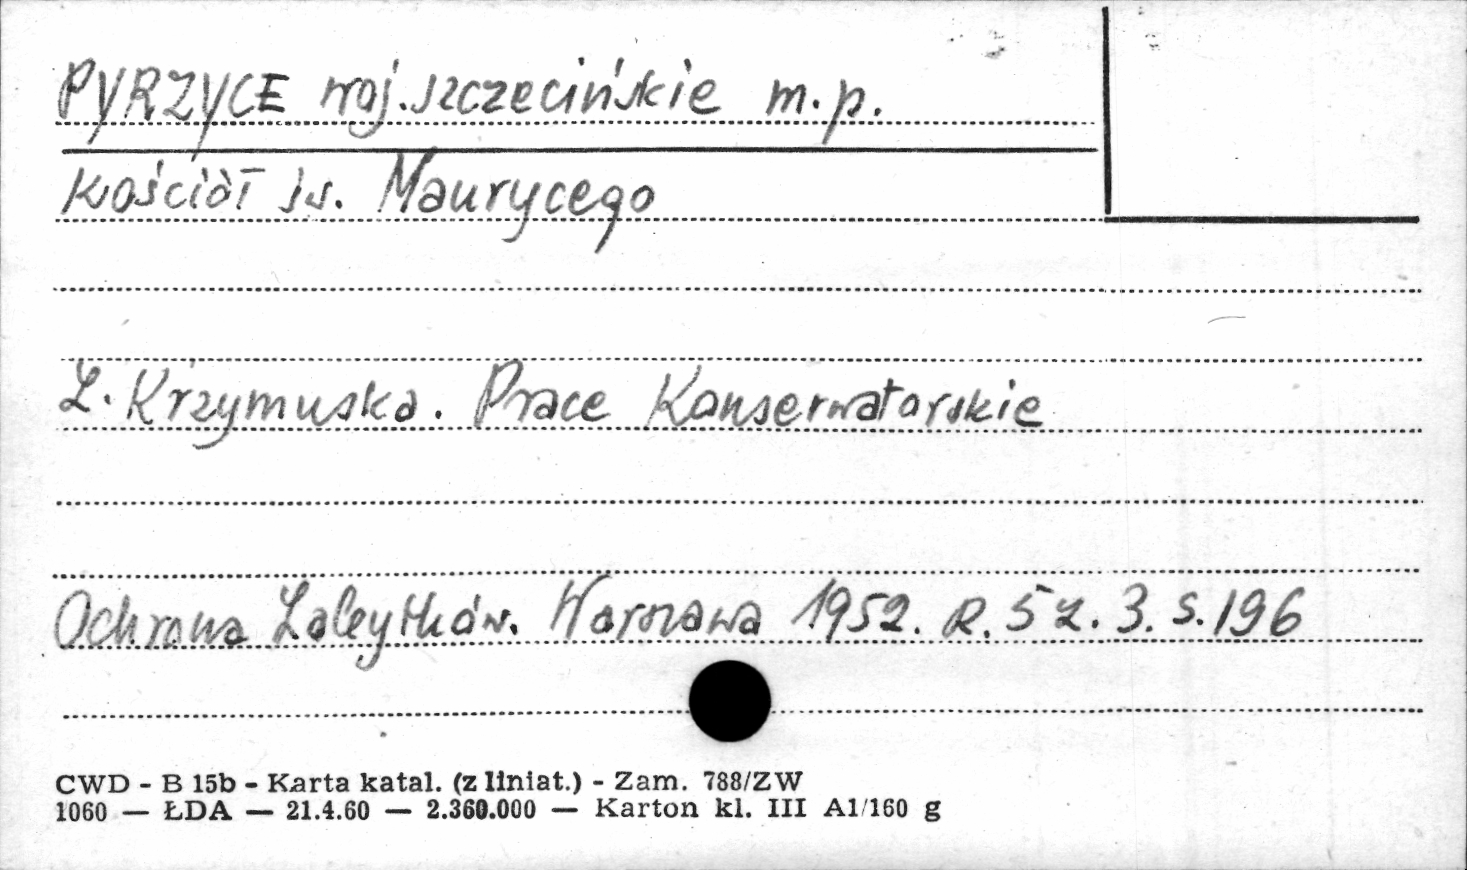 PYRZYCE woj. szczecińskie m.p.
Kościół św. Maurycego
Ł. Krzymuska. Prace Konserwatorskie
Ochrona Zabytków. Warszawa 1952. R. 5 z. 3. s. 196
CWD - B 15b - Karta katal. (z liniat.) - Zam. 788/ZW
1060 — ŁDA — 21.4.60 — 2.360.000 — Karton kl. III A1/160 g